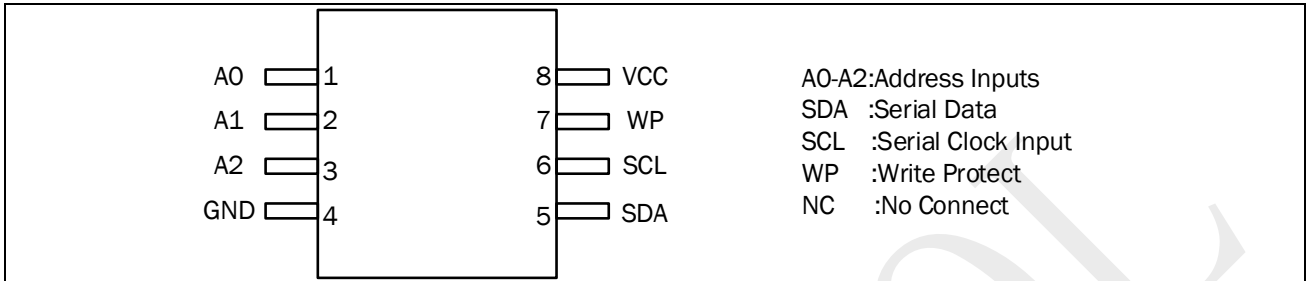 A0 1 8 VCC
A1 2 7 WP
A2 3 6 SCL
GND 4 5 SDA
A0-A2:Address Inputs
SDA :Serial Data
SCL :Serial Clock Input
WP :Write Protect
NC :No Connect